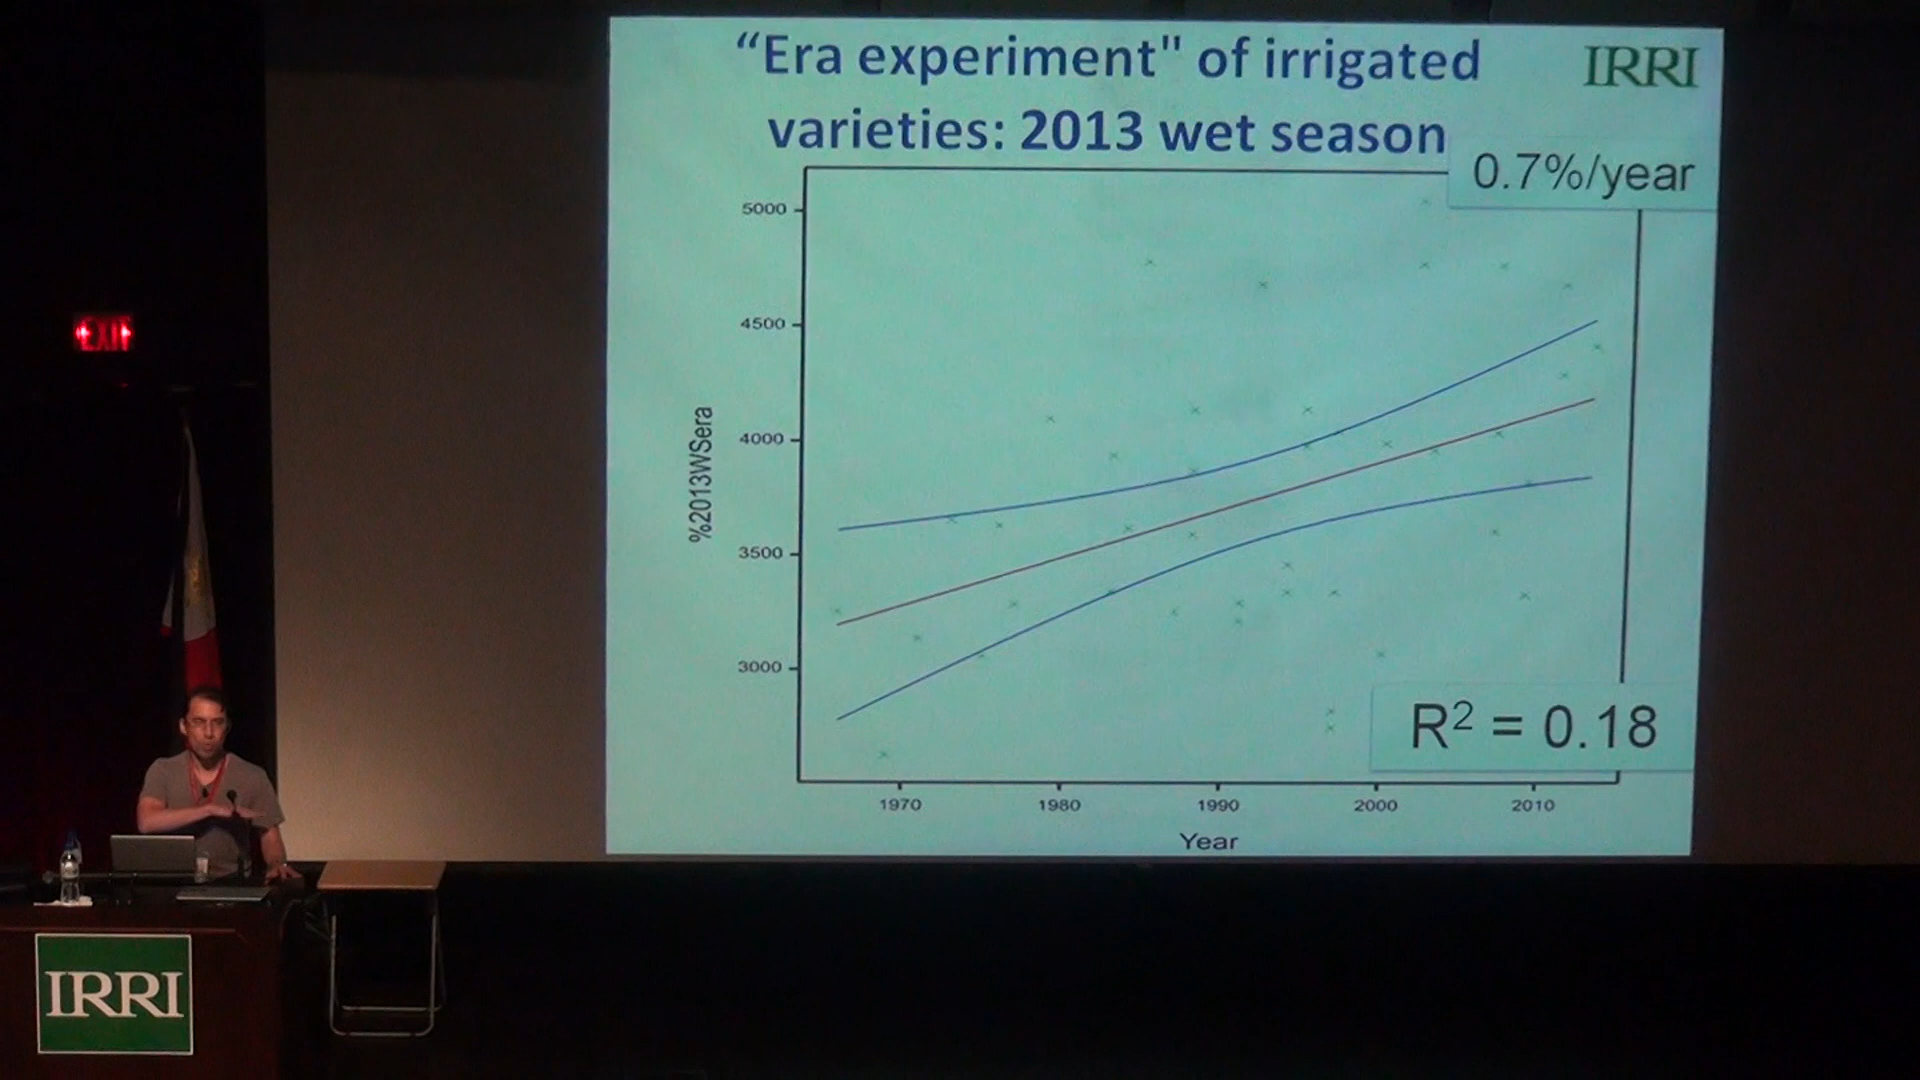 “Era experiment" of irrigated
varieties: 2013 wet season
IRRI
0.7%/year
5000
4500
4000
3500
3000
%2013WSera
R² = 0.18
1970 1980 1990 2000 2010
Year
EXIT
IRRI